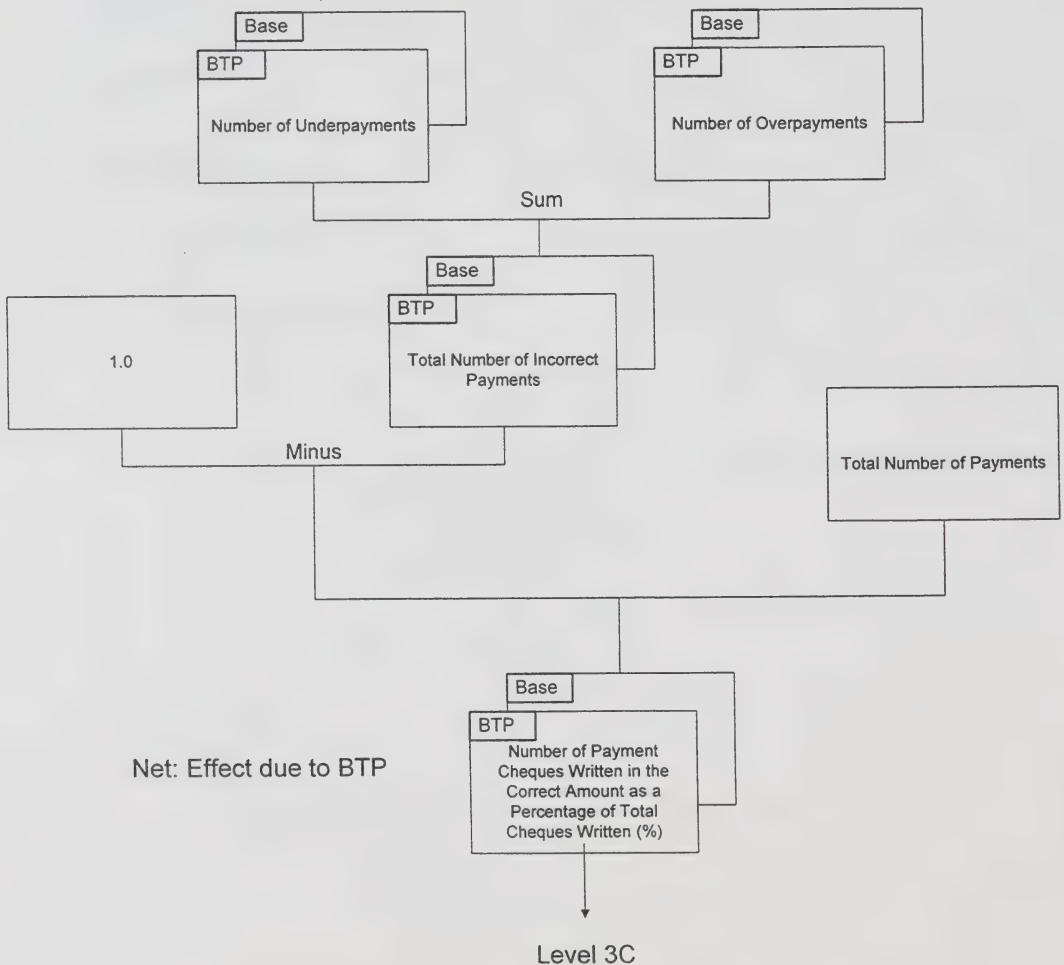 Base
BTP
Number of Underpayments
Base
BTP
Number of Overpayments
Sum
Base
BTP
Total Number of Incorrect
Payments
1.0
Minus
Total Number of Payments
Base
BTP
Number of Payment
Cheques Written in the
Correct Amount as a
Percentage of Total
Cheques Written (%)
Net: Effect due to BTP
Level 3C